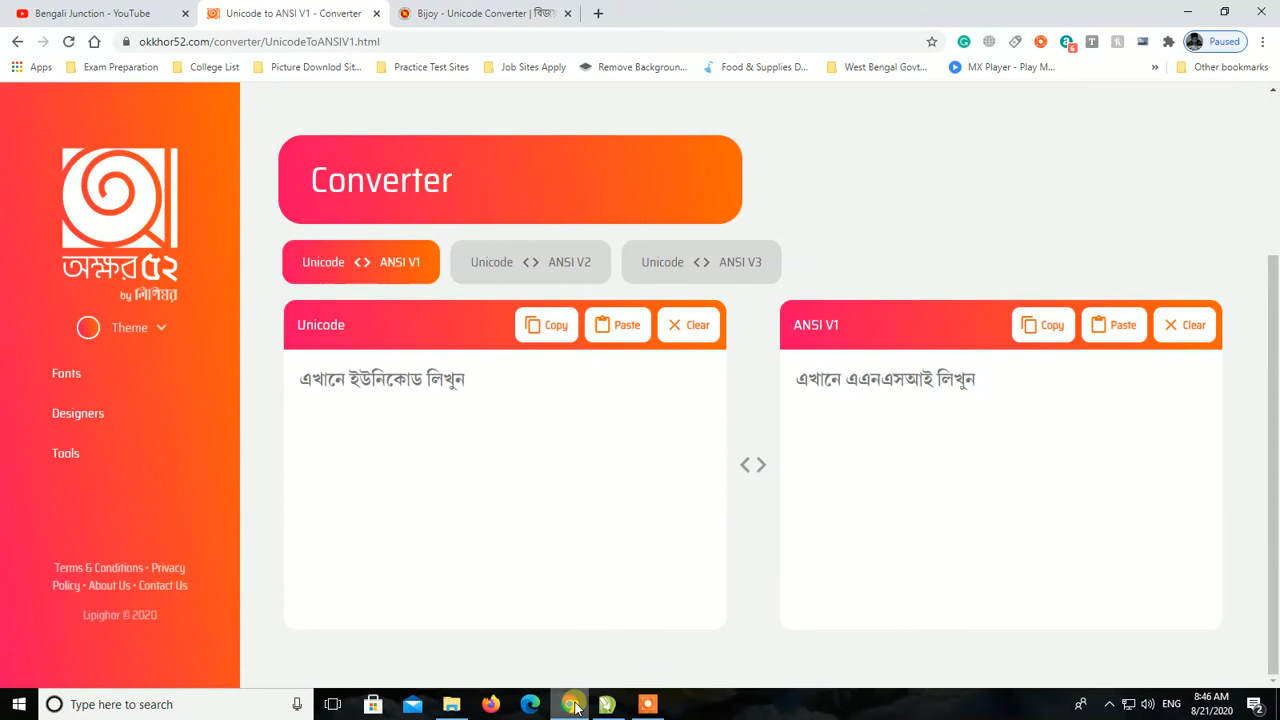 Bengali Junction - YouTube
Unicode to ANSI V1 - Converter
Bijoy - Unicode Converter |
okkhor52.com/converter/UnicodeToANSIV1.html
6
Paused
Apps
Exam Preparation
College List
Picture Downlod Sit...
Practice Test Sites
Job Sites Apply
Remove Backgroun...
Food & Supplies D...
West Bengal Govt...
MX Player - Play M...
»
Other bookmarks
অক্ষর৫২
by লিপিঘর
Theme
Fonts
Designers
Tools
Terms & Conditions • Privacy
Policy • About Us • Contact Us
Lipighor © 2020
Converter
Unicode <> ANSI V1
Unicode <> ANSI V2
Unicode <> ANSI V3
Unicode
Copy
Paste
Clear
এখানে ইউনিকোড লিখুন
<>
ANSI V1
Copy
Paste
Clear
এখানে এএনএসআই লিখুন
Type here to search
ENG
8:46 AM
8/21/2020
2